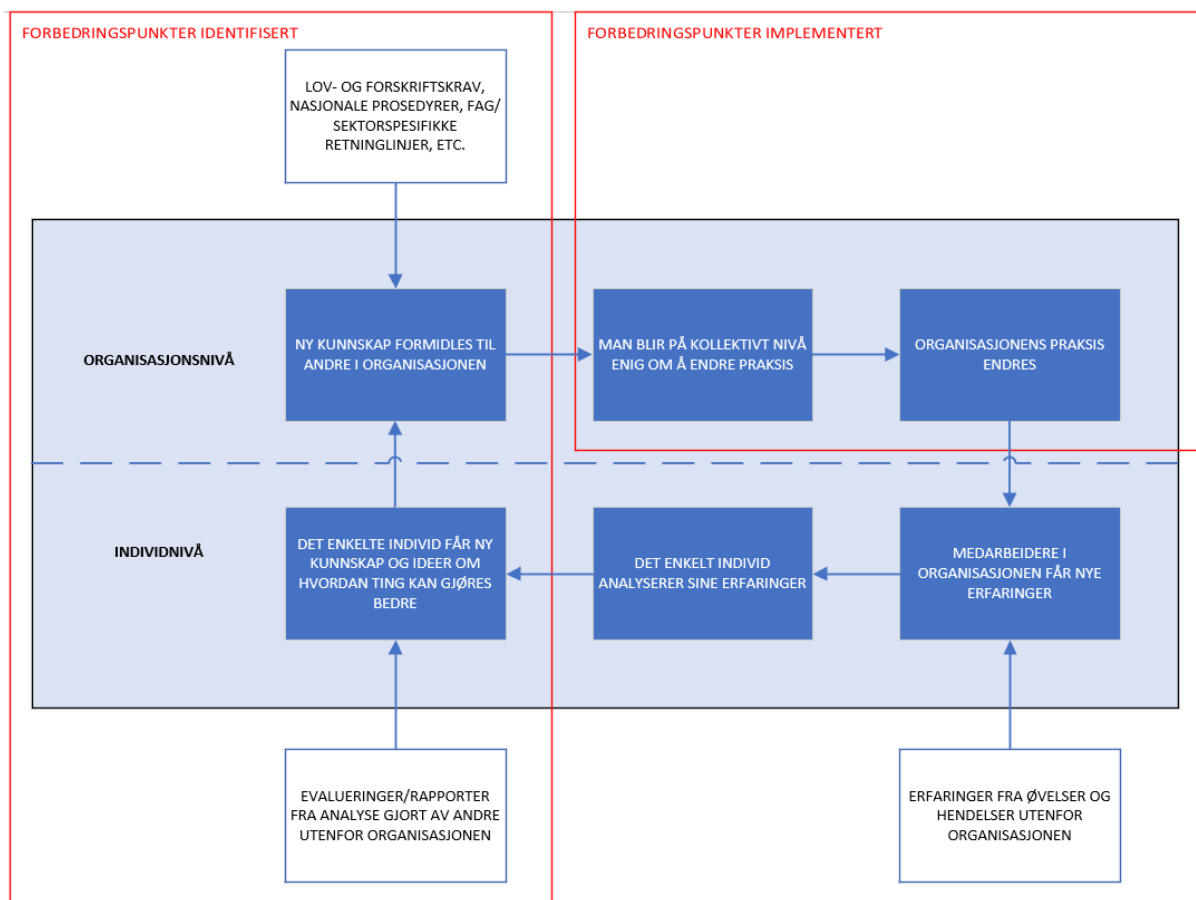 FORBEDRINGSPUNKTER IDENTIFISERT
FORBEDRINGSPUNKTER IMPLEMENTERT
LOV- OG FORSKRIFTSKRAV,
NASJONALE PROSEDYRER, FAG/
SEKTORSPESIFIKKE
RETNINGLINJER, ETC.
ORGANISASJONSNIVÅ
NY KUNNSKAP FORMIDLES TIL
ANDRE I ORGANISASJONEN
MAN BLIR PÅ KOLLEKTIVT NIVÅ
ENIG OM Å ENDRE PRAKSIS
ORGANISASJONENS PRAKSIS
ENDRES
INDIVIDNIVÅ
DET ENKELTE INDIVID FÅR NY
KUNNSKAP OG IDEER OM
HVORDAN TING KAN GJØRES
BEDRE
DET ENKELT INDIVID
ANALYSERER SINE ERFARINGER
MEDARBEIDERE I
ORGANISASJONEN FÅR NYE
ERFARINGER
EVALUERINGER/RAPPORTER
FRA ANALYSE GJORT AV ANDRE
UTENFOR ORGANISASJONEN
ERFARINGER FRA ØVELSER OG
HENDELSER UTENFOR
ORGANISASJONEN